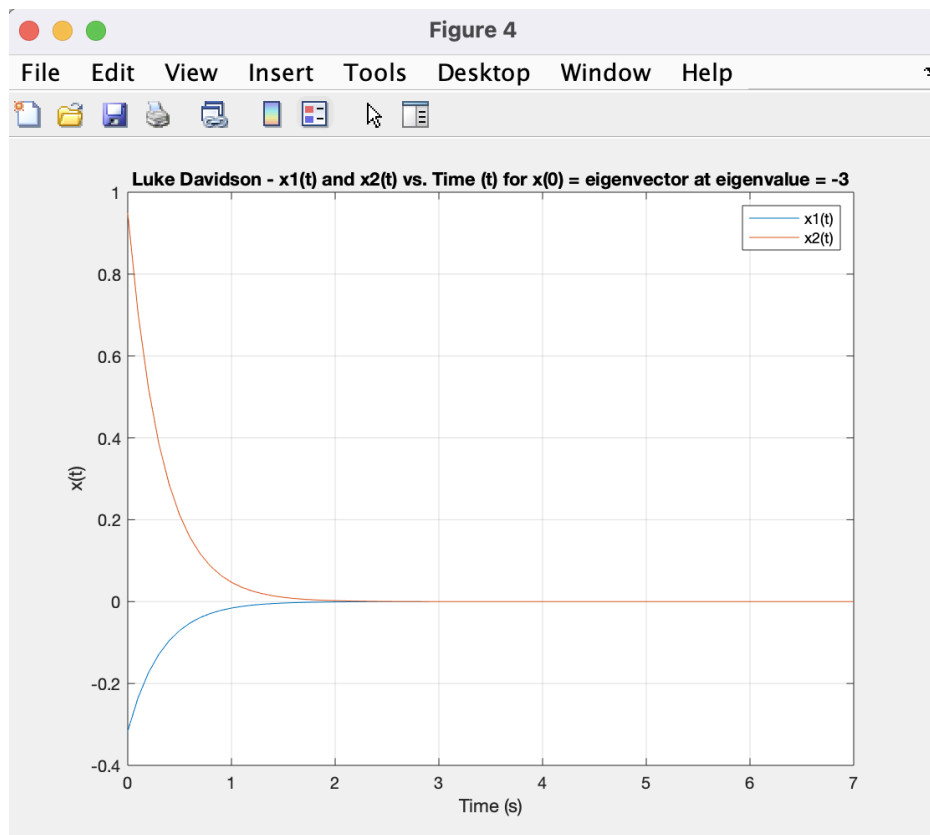 Figure 4
File Edit View Insert Tools Desktop Window Help
Luke Davidson - x1(t) and x2(t) vs. Time (t) for x(0) = eigenvector at eigenvalue = -3
x1(t)
x2(t)
1
0.8
0.6
0.4
0.2
0
-0.2
-0.4
x(t)
0 1 2 3 4 5 6 7
Time (s)